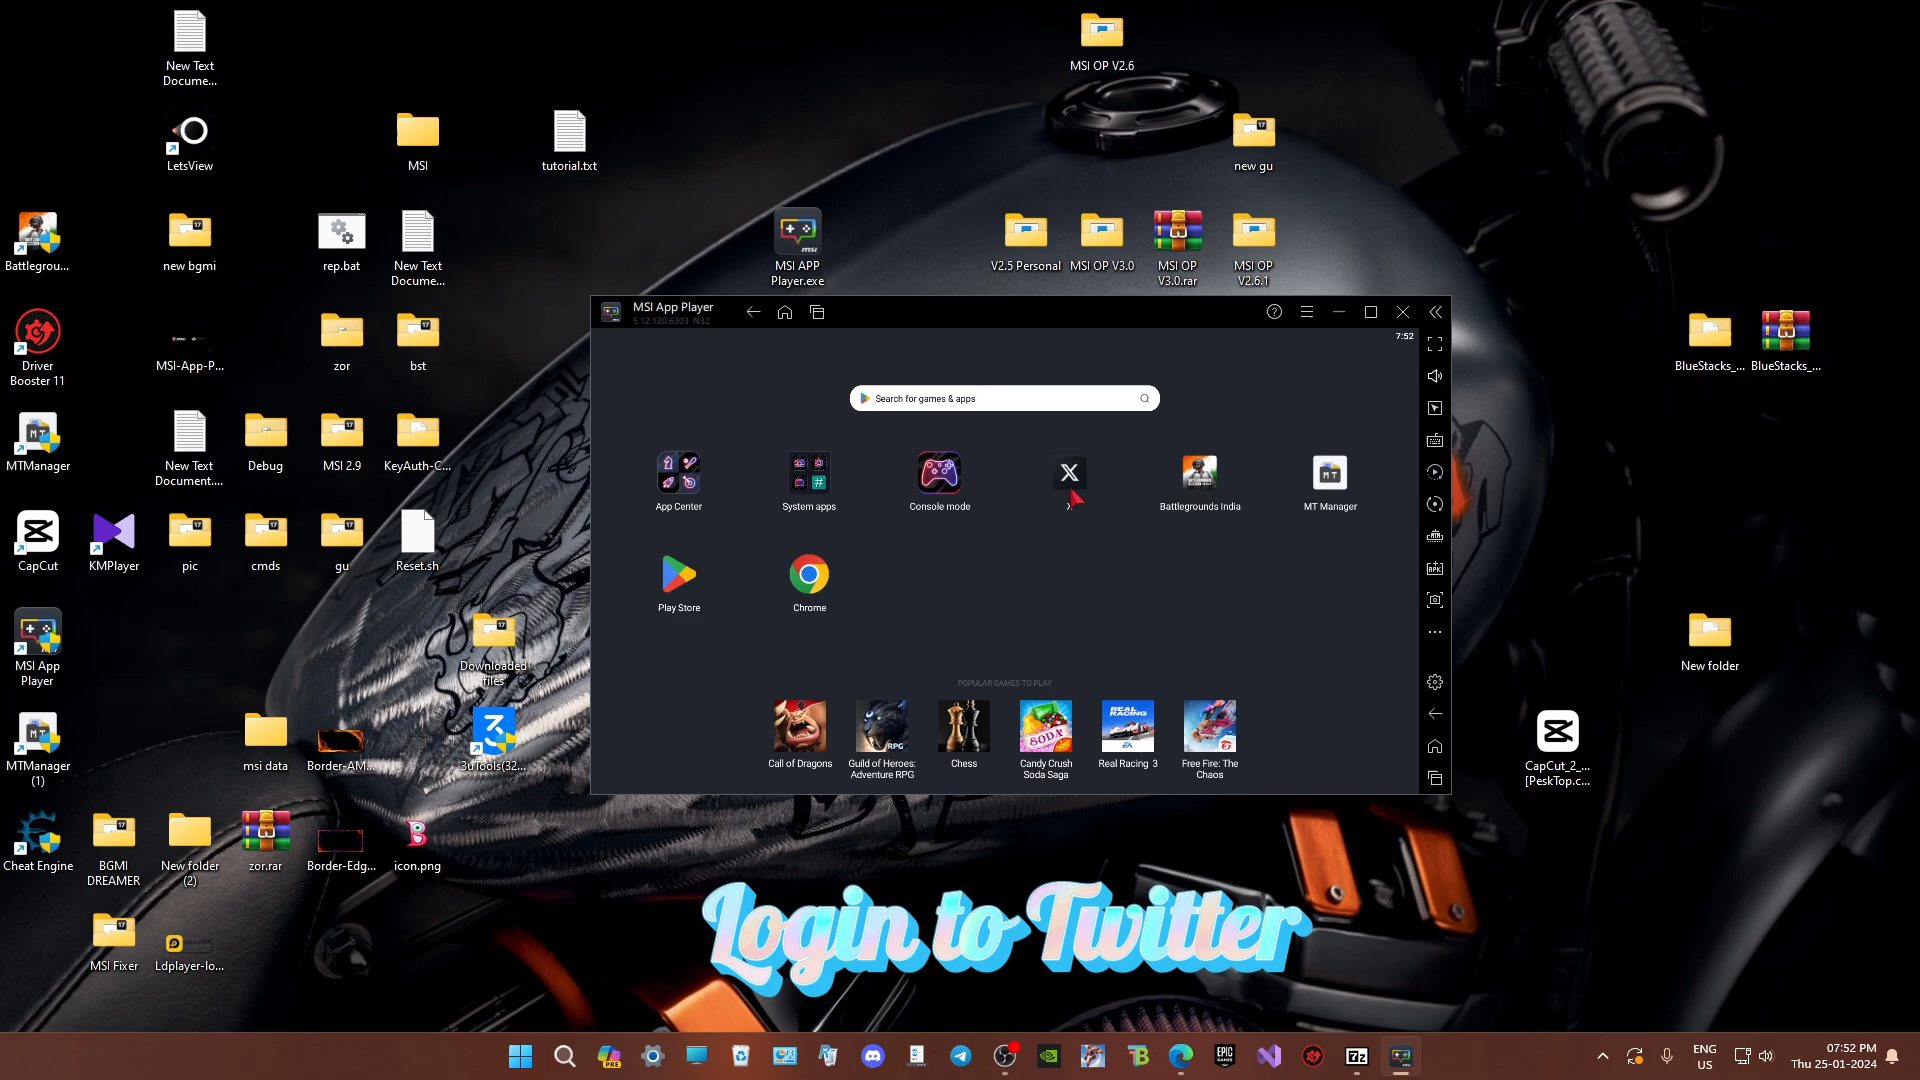 New Text
Docume...
MSI OP V2.6
LetsView
MSI
tutorial.txt
new gu
Battlegrou...
new bgmi
rep.bat
New Text
Docume...
MSI APP
Player.exe
V2.5 Personal
MSI OP V3.0
MSI OP
V3.0.rar
MSI OP
V2.6.1
MSI App Player
5.12.120.6303 N32
7:52
Driver
Booster 11
MSI-App-P...
zor
bst
BlueStacks_...
BlueStacks_...
Search for games & apps
MTManager
New Text
Document....
Debug
MSI 2.9
KeyAuth-C...
App Center
System apps
Console mode
Battlegrounds India
MT Manager
CapCut
KMPlayer
pic
cmds
gu
Reset.sh
Play Store
Chrome
MSI App
Player
Downloaded
files
New folder
POPULAR GAMES TO PLAY
MTManager
(1)
msi data
Border-AM...
3uTools(32...
Call of Dragons
Guild of Heroes:
Adventure RPG
Chess
Candy Crush
Soda Saga
Real Racing 3
Free Fire: The
Chaos
CapCut_2_...
[PeskTop.c...
Cheat Engine
BGMI
DREAMER
New folder
(2)
zor.rar
Border-Edg...
icon.png
MSI Fixer
Ldplayer-lo...
Login to Twitter
ENG
US
07:52 PM
Thu 25-01-2024